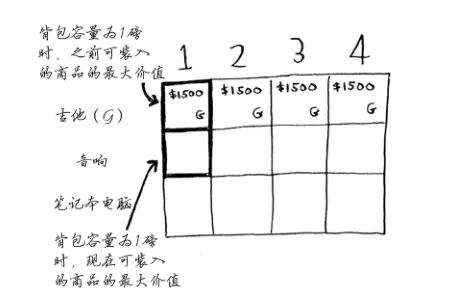 背包容量为1磅
时，之前可装入
的商品的最大价值
1 2 3 4
吉他（G） $1500 G $1500 G $1500 G $1500 G
音响
笔记本电脑
背包容量为1磅
时，现在可装入
的商品的最大价值